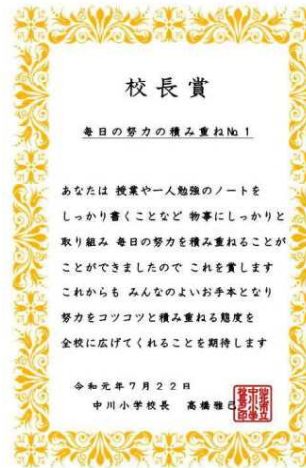 校長賞
毎日の努力の積み重ね№1
あなたは 授業や一人勉強のノートを
しっかり書くことなど 物事にしっかりと
取り組み 毎日の努力を積み重ねることが
ことができましたので これを賞します
これからも みんなのよいお手本となり
努力をコツコツと積み重ねる態度を
全校に広げてくれることを期待します
令和元年7月22日
中川小学校長 高橋雅己